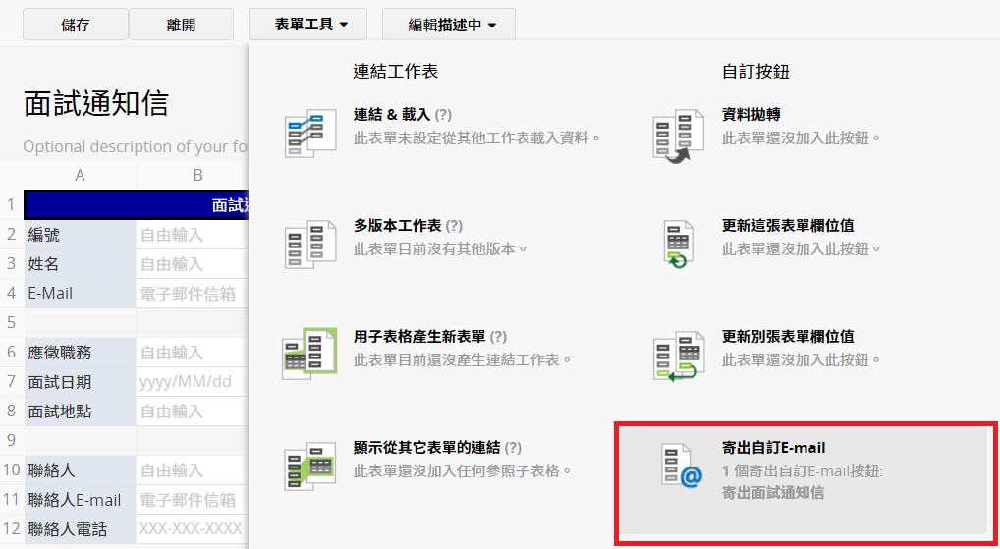 儲存
離開
表單工具
編輯描述中
面試通知信
Optional description of your fo
A
B
1
2 編號 自由輸入
3 姓名 自由輸入
4 E-Mail 電子郵件信箱
5
6 應徵職務 自由輸入
7 面試日期 yyyy/MM/dd
8 面試地點 自由輸入
9
10 聯絡人 自由輸入
11 聯絡人E-mail 電子郵件信箱
12 聯絡人電話 XXX-XXX-XXXX
面試
連結工作表
連結 & 載入 (?)
此表單未設定從其他工作表載入資料。
多版本工作表 (?)
此表單目前沒有其他版本。
用子表格產生新表單 (?)
此表單目前還沒產生連結工作表。
顯示從其它表單的連結 (?)
此表單還沒加入任何參照子表格。
自訂按鈕
資料拋轉
此表單還沒加入此按鈕。
更新這張表單欄位值
此表單還沒加入此按鈕。
更新別張表單欄位值
此表單還沒加入此按鈕。
寄出自訂E-mail
1 個寄出自訂E-mail按鈕:
寄出面試通知信